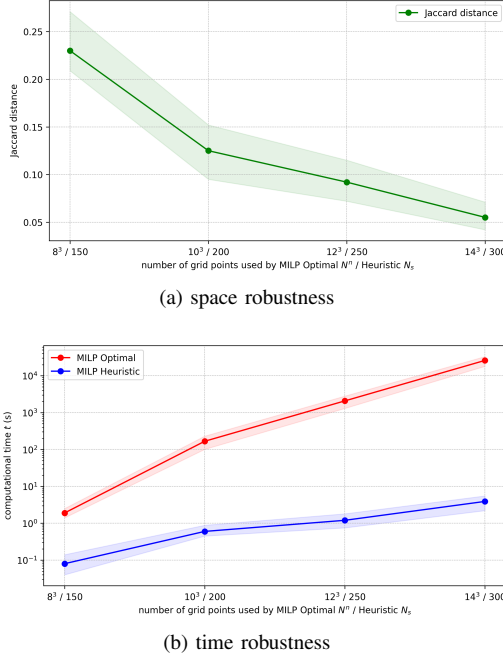 Jaccard distance
0.25
0.20
0.15
0.10
0.05
Jaccard distance
8³ / 150
10³ / 200
12³ / 250
14³ / 300
number of grid points used by MILP Optimal Nⁿ / Heuristic Nₛ
(a) space robustness
MILP Optimal
MILP Heuristic
10⁴
10³
10²
10¹
10⁰
10⁻¹
computational time t (s)
8³ / 150
10³ / 200
12³ / 250
14³ / 300
number of grid points used by MILP Optimal Nⁿ / Heuristic Nₛ
(b) time robustness